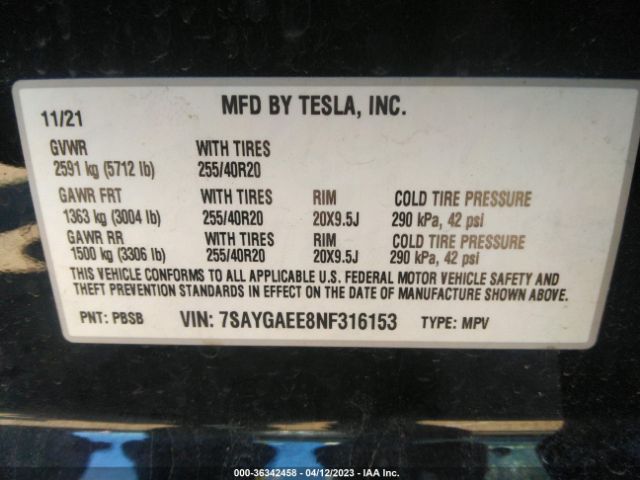 11/21 MFD BY TESLA, INC.
GVWR WITH TIRES
2591 kg (5712 lb) 255/40R20
GAWR FRT WITH TIRES RIM COLD TIRE PRESSURE
1363 kg (3004 lb) 255/40R20 20X9.5J 290 kPa, 42 psi
GAWR RR WITH TIRES RIM COLD TIRE PRESSURE
1500 kg (3306 lb) 255/40R20 20X9.5J 290 kPa, 42 psi
THIS VEHICLE CONFORMS TO ALL APPLICABLE U.S. FEDERAL MOTOR VEHICLE SAFETY AND
THEFT PREVENTION STANDARDS IN EFFECT ON THE DATE OF MANUFACTURE SHOWN ABOVE.
PNT: PBSB VIN: 7SAYGAEE8NF316153 TYPE: MPV
000-36342458 - 04/12/2023 - IAA Inc.